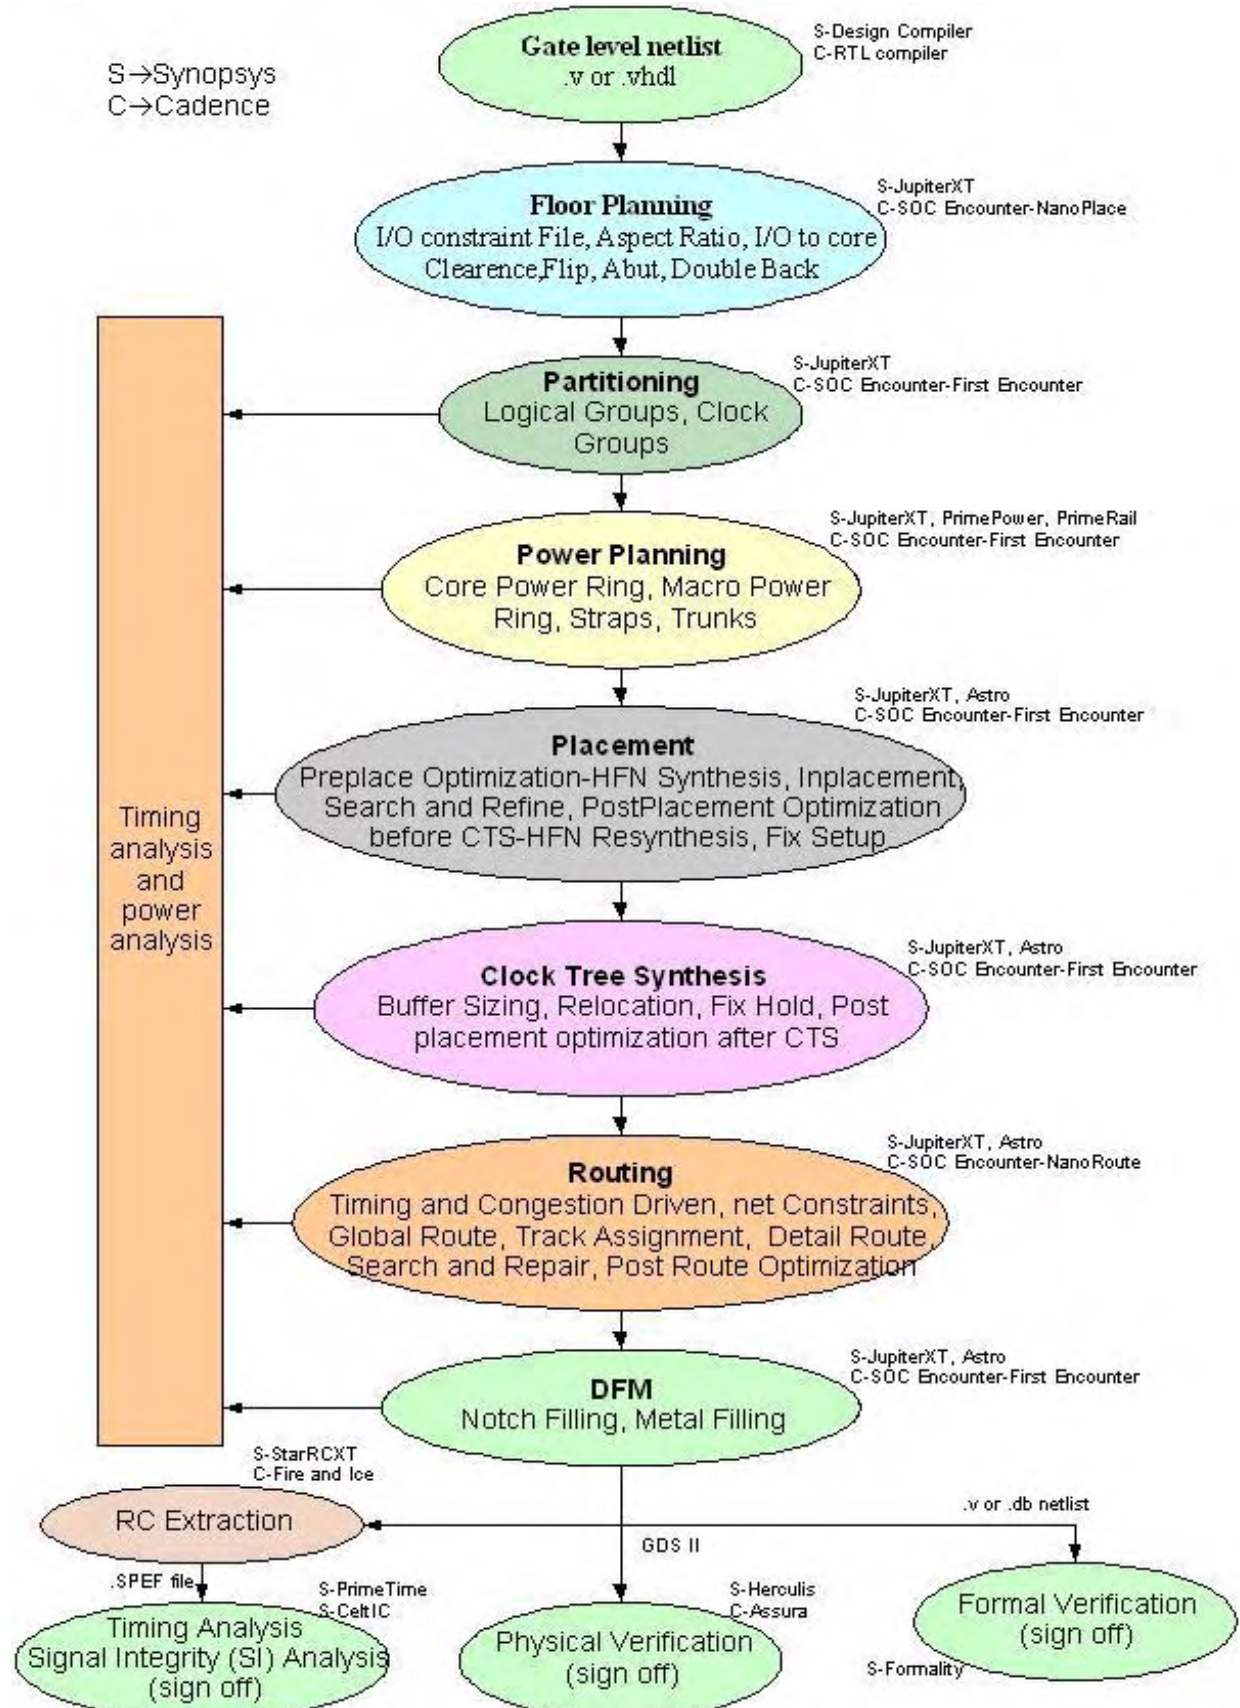 S-Design Compiler
C-RTL compiler
Gate level netlist
.v or .vhdl
S→Synopsys
C→Cadence
S-JupiterXT
C-SOC Encounter-NanoPlace
Floor Planning
I/O constraint File, Aspect Ratio, I/O to core
Clearence,Flip, Abut, Double Back
S-JupiterXT
C-SOC Encounter-First Encounter
Partitioning
Logical Groups, Clock
Groups
S-JupiterXT, PrimePower, PrimeRail
C-SOC Encounter-First Encounter
Power Planning
Core Power Ring, Macro Power
Ring, Straps, Trunks
S-JupiterXT, Astro
C-SOC Encounter-First Encounter
Placement
Preplace Optimization-HFN Synthesis, Inplacement,
Search and Refine, PostPlacement Optimization
before CTS-HFN Resynthesis, Fix Setup
Timing
analysis
and
power
analysis
S-JupiterXT, Astro
C-SOC Encounter-First Encounter
Clock Tree Synthesis
Buffer Sizing, Relocation, Fix Hold, Post
placement optimization after CTS
S-JupiterXT, Astro
C-SOC Encounter-NanoRoute
Routing
Timing and Congestion Driven, net Constraints,
Global Route, Track Assignment, Detail Route,
Search and Repair, Post Route Optimization
S-JupiterXT, Astro
C-SOC Encounter-First Encounter
DFM
Notch Filling, Metal Filling
S-StarRCXT
C-Fire and Ice
RC Extraction
.v or .db netlist
GDS II
.SPEF file
S-PrimeTime
S-CeltIC
Timing Analysis
Signal Integrity (SI) Analysis
(sign off)
S-Herculis
C-Assura
Physical Verification
(sign off)
Formal Verification
(sign off)
S-Formality